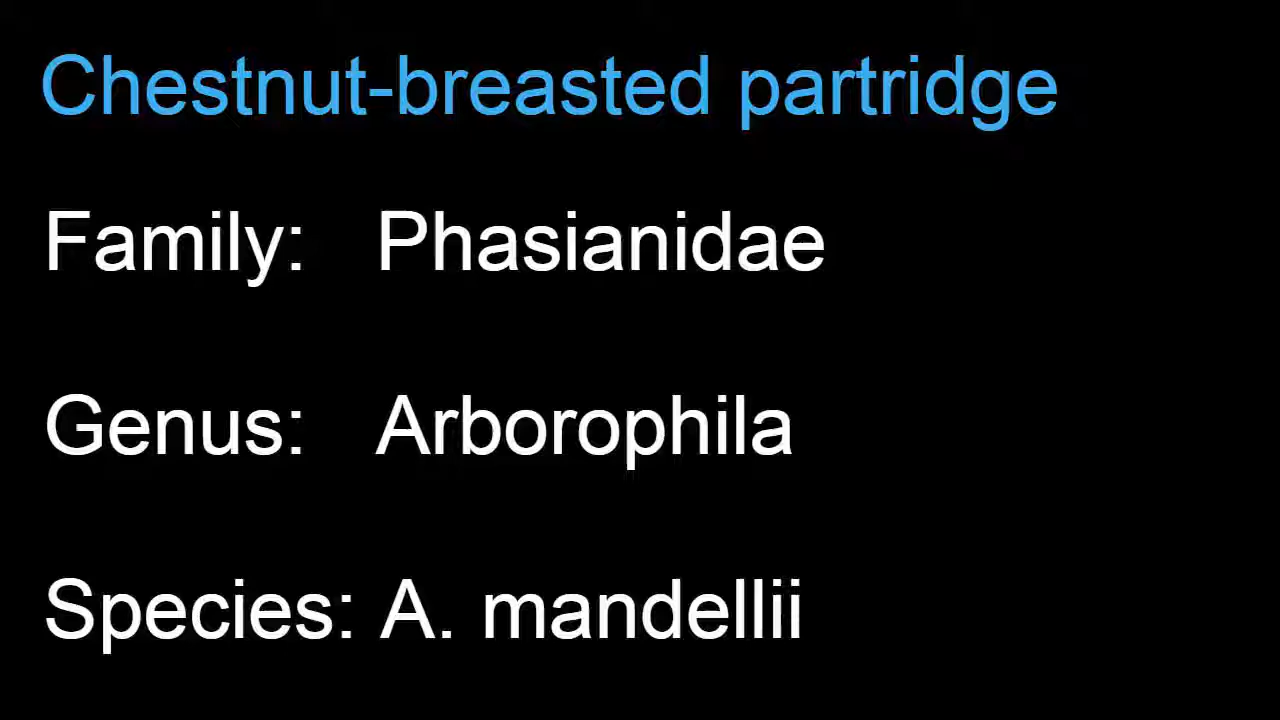 Chestnut-breasted partridge
Family: Phasianidae
Genus: Arborophila
Species: A. mandellii